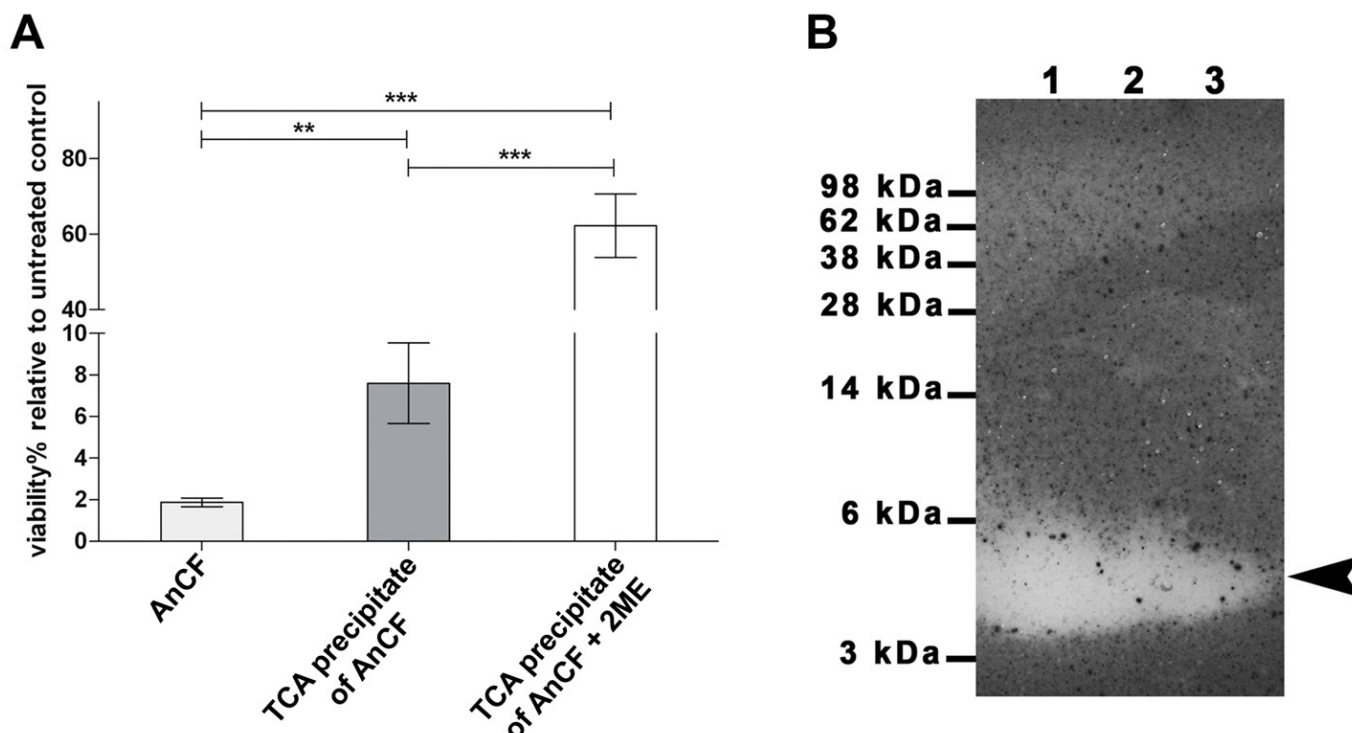 A
viability% relative to untreated control
***
**
***
80
60
40
10
8
6
4
2
0
AnCF
TCA precipitate
of AnCF
TCA precipitate
of AnCF + 2ME
B
1 2 3
98 kDa
62 kDa
38 kDa
28 kDa
14 kDa
6 kDa
3 kDa